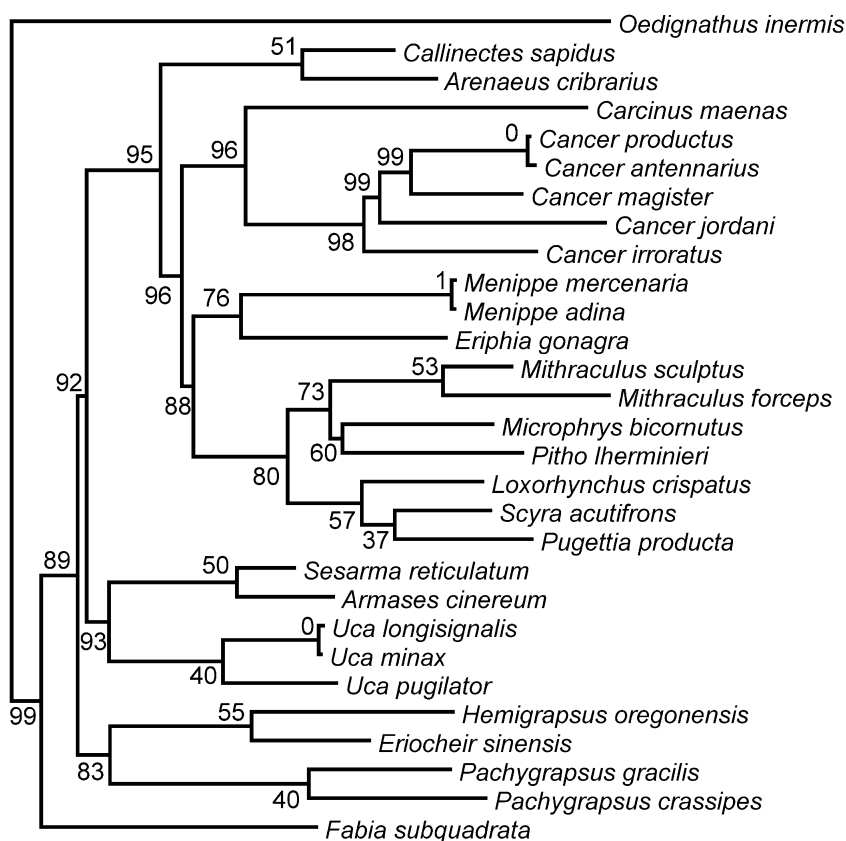 Oedignathus inermis
51
Callinectes sapidus
Arenaeus cribrarius
Carcinus maenas
95
96
0
Cancer productus
99
Cancer antennarius
99
Cancer magister
Cancer jordani
98
Cancer irroratus
96
76
1
Menippe mercenaria
Menippe adina
Eriphia gonagra
92
88
73
53
Mithraculus sculptus
Mithraculus forceps
Microphrys bicornutus
60
Pitho lherminieri
80
Loxorhynchus crispatus
57
Scyra acutifrons
37
Pugettia producta
89
50
Sesarma reticulatum
Armases cinereum
93
0
Uca longisignalis
Uca minax
40
Uca pugilator
99
55
Hemigrapsus oregonensis
Eriocheir sinensis
83
Pachygrapsus gracilis
40
Pachygrapsus crassipes
Fabia subquadrata